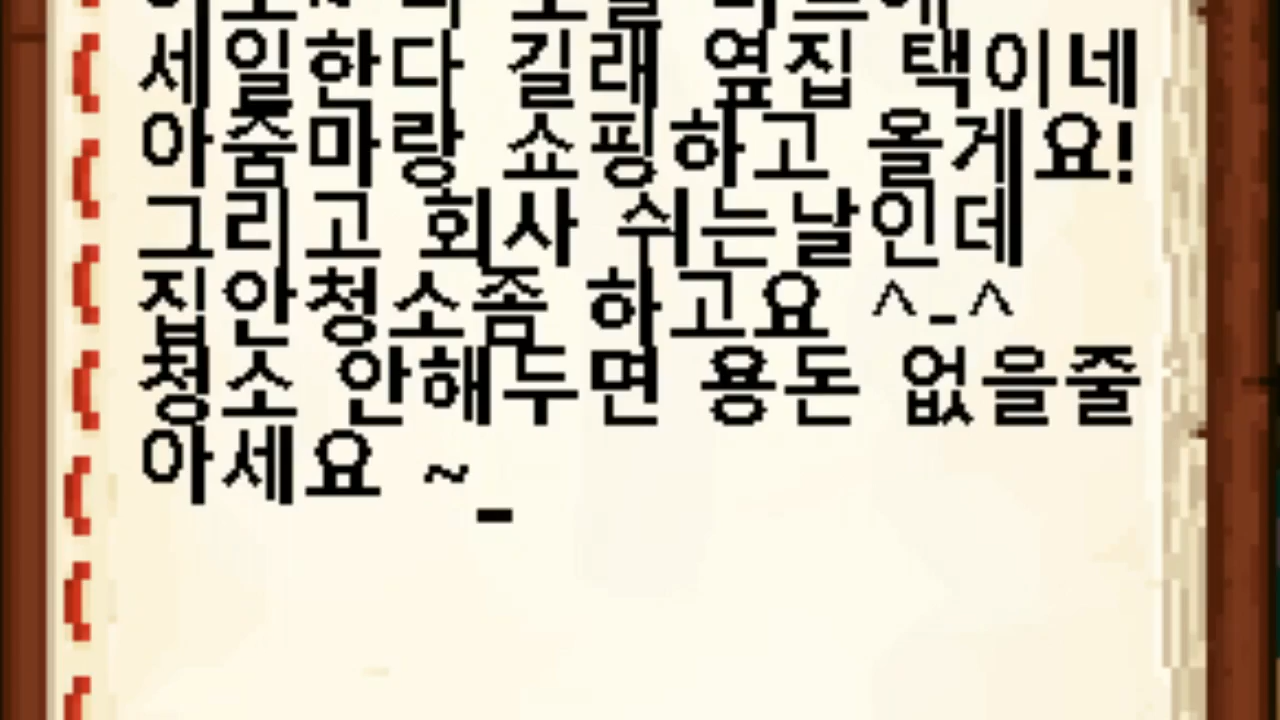 세일한다 길래 옆집 택이네
아줌마랑 쇼핑하고 올게요!
그리고 회사 쉬는날인데
집안청소좀 하고요 ^-^
청소 안해두면 용돈 없을줄
아세요 ~_